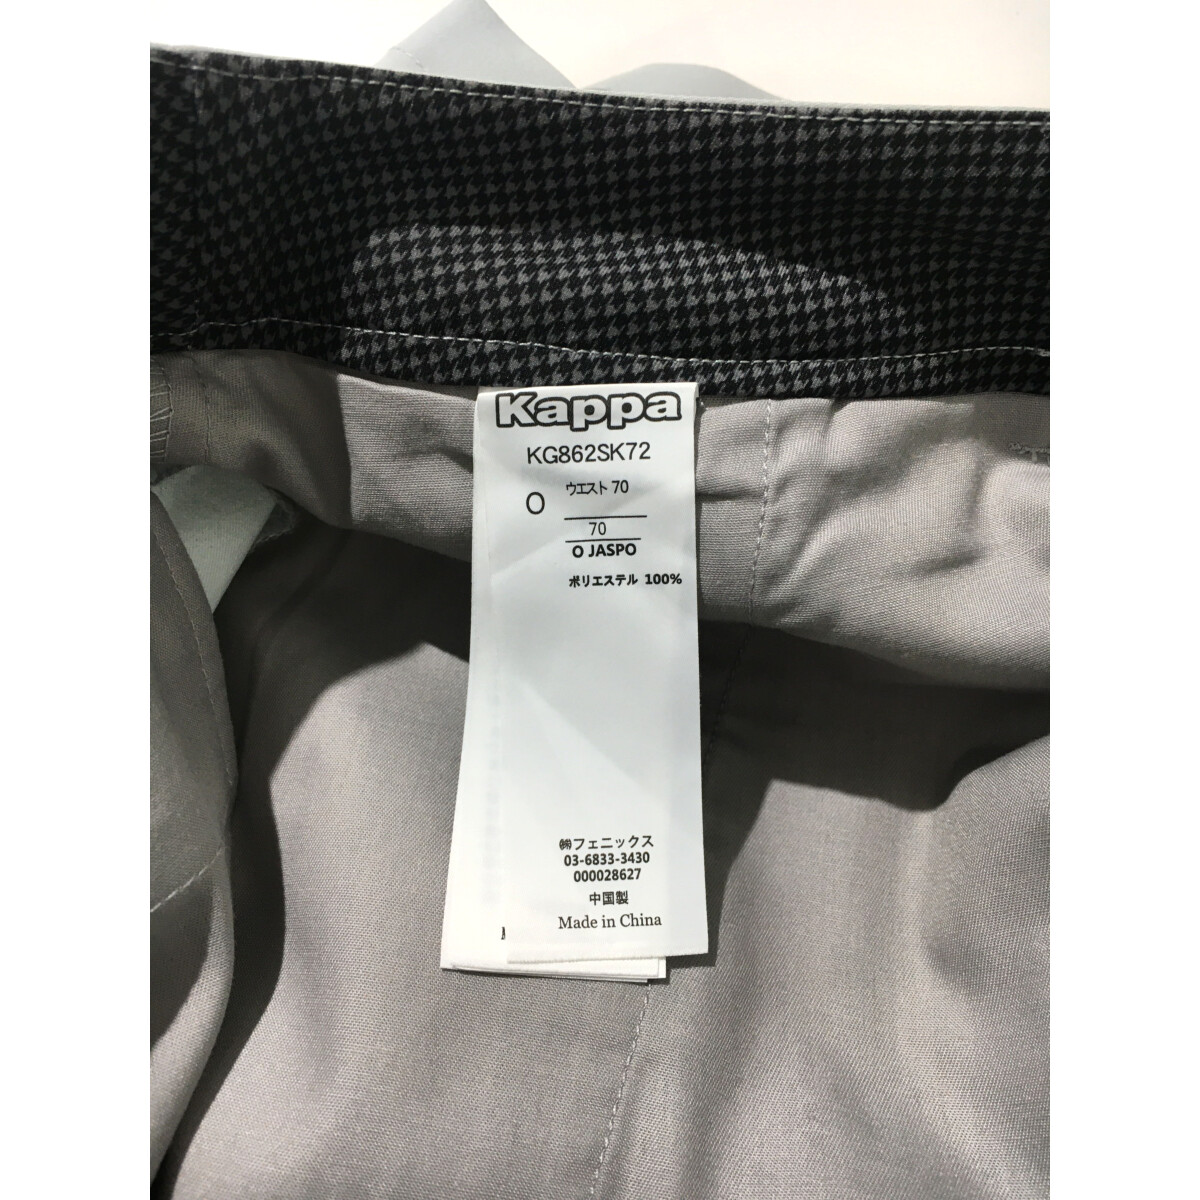 Kappa
KG862SK72
O
ウエスト 70
70
O JASPO
ポリエステル 100%
㈱フェニックス
03-6833-3430
000028627
中国製
Made in China